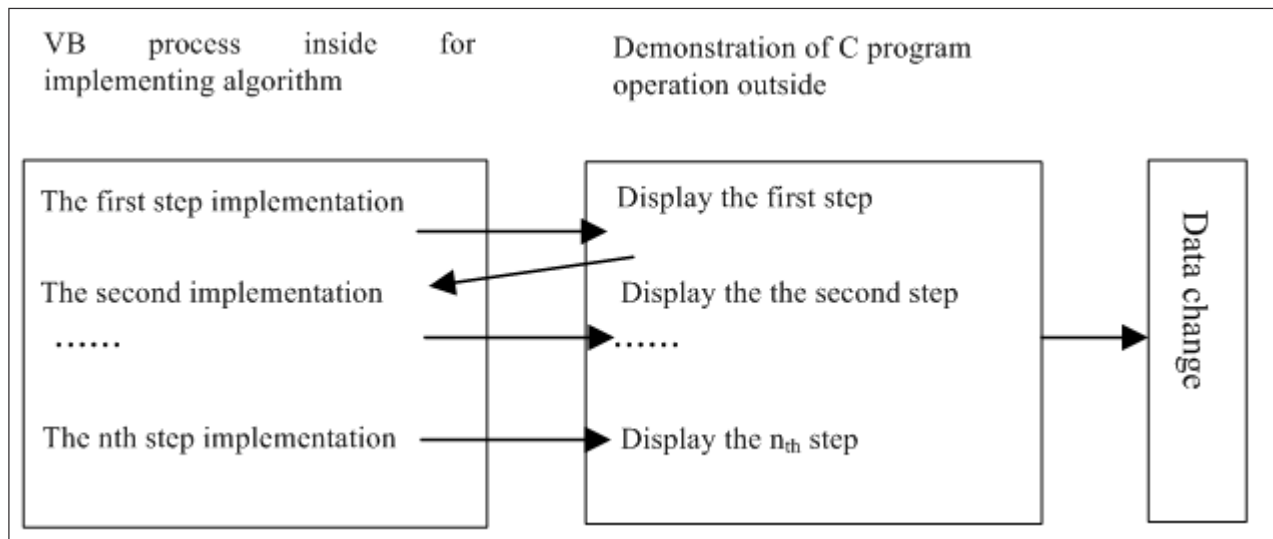 VB process inside for
implementing algorithm
Demonstration of C program
operation outside
The first step implementation
The second implementation
......
The nth step implementation
Display the first step
Display the the second step
......
Display the nth step
Data change